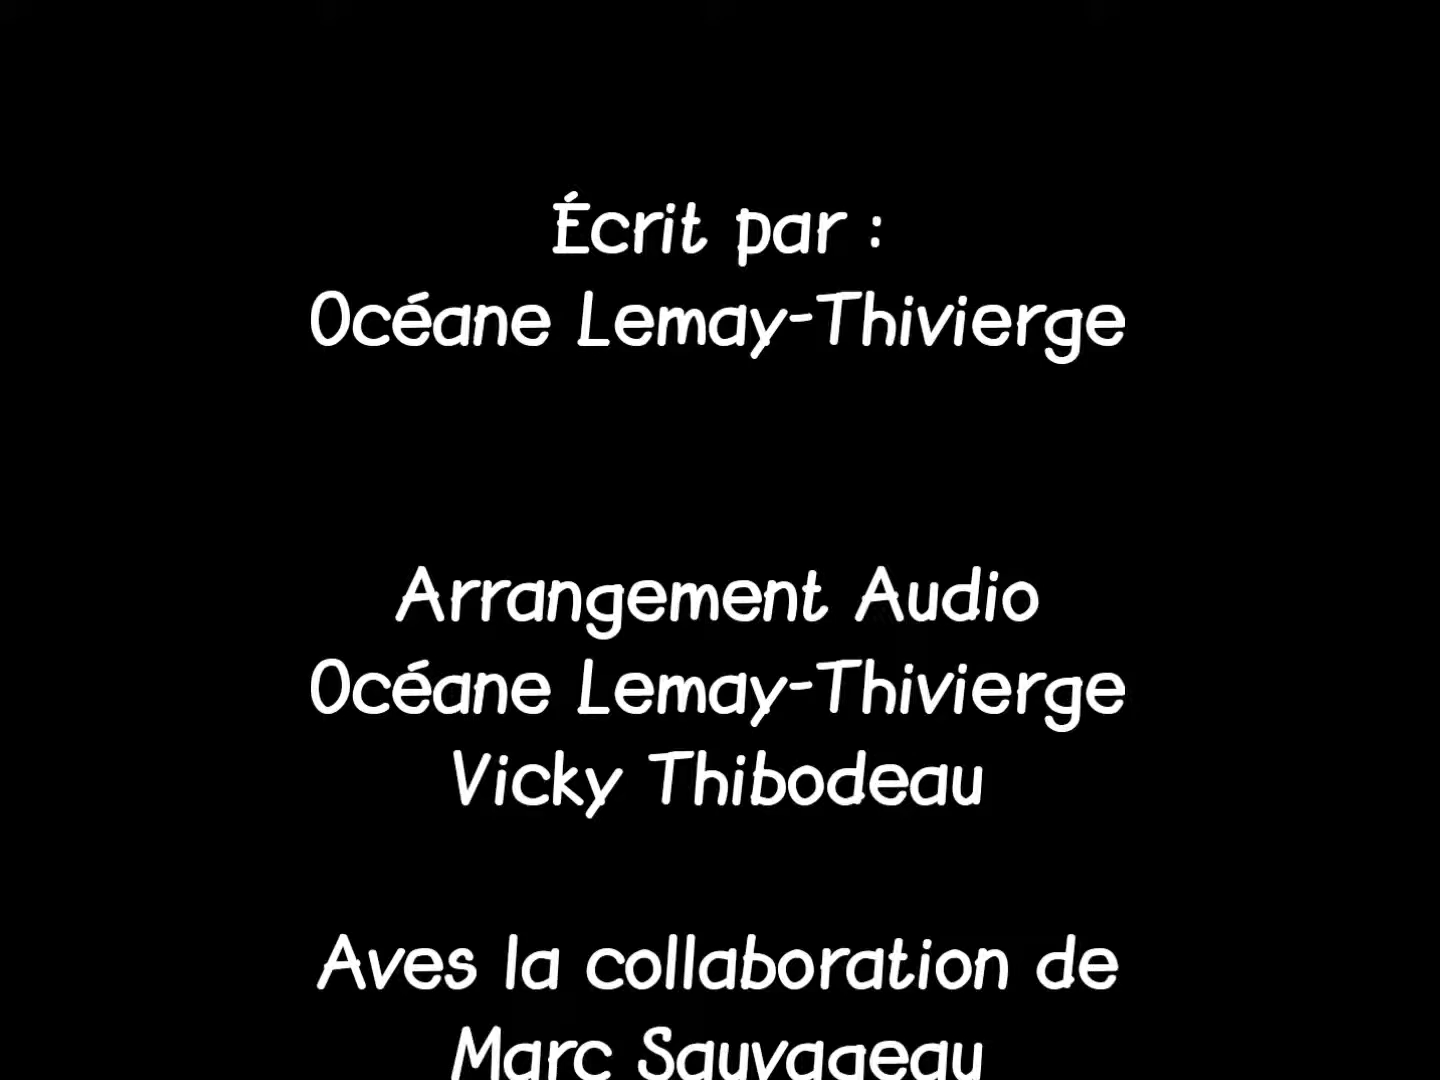 Écrit par :
Océane Lemay-Thivierge
Arrangement Audio
Océane Lemay-Thivierge
Vicky Thibodeau
Aves la collaboration de
Marc Sauvageau